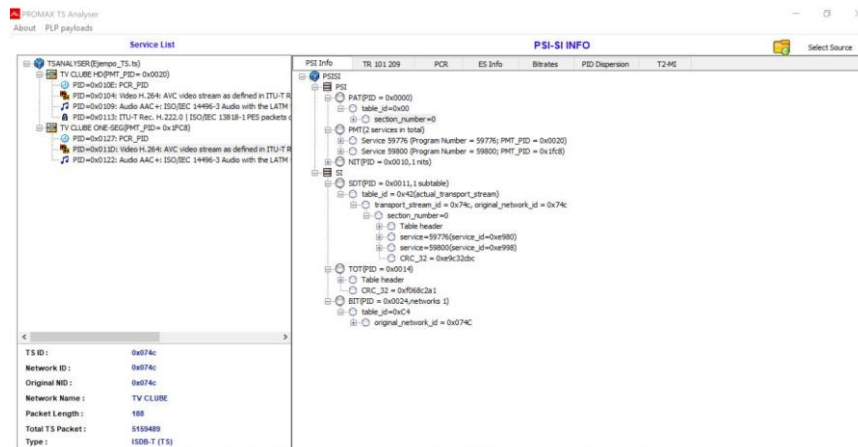 PROMAX TS Analyser
About PLP payloads
Service List
TSANALYSER(Ejempo_TS.ts)
TV CLUBE HD(PMT_PID= 0x0020)
PID=0x010E: PCR_PID
PID=0x0104: Video H.264: AVC video stream as defined in ITU-T R
PID=0x0109: Audio AAC+: ISO/IEC 14496-3 Audio with the LATM
PID=0x0113: ITU-T Rec. H.222.0 | ISO/IEC 13818-1 PES packets
TV CLUBE ONE-SEG(PMT_PID= 0x1FC8)
PID=0x0127: PCR_PID
PID=0x011D: Video H.264: AVC video stream as defined in ITU-T R
PID=0x0122: Audio AAC+: ISO/IEC 14496-3 Audio with the LATM
TS ID : 0x074c
Network ID : 0x074c
Original NID : 0x074c
Network Name : TV CLUBE
Packet Length : 188
Total TS Packet : 5159489
Type : ISDB-T (TS)
PSI-SI INFO
Select Source
PSI Info TR 101 209 PCR ES Info Bitrates PID Dispersion T2-MI
PSISI
PSI
PAT(PID = 0x0000)
table_id=0x00
section_number=0
PMT(2 services in total)
Service 59776 (Program Number = 59776; PMT_PID = 0x0020)
Service 59800 (Program Number = 59800; PMT_PID = 0x1fc8)
NIT(PID = 0x0010,1 nits)
SI
SDT(PID = 0x0011,1 subtable)
table_id = 0x42(actual_transport_stream)
transport_stream_id = 0x74c, original_network_id = 0x74c
section_number=0
Table header
service=59776(service_id=0xe980)
service=59800(service_id=0xe998)
CRC_32 = 0xe9c32cbc
TOT(PID = 0x0014)
Table header
CRC_32 = 0xf068c2a1
BIT(PID = 0x0024,networks 1)
table_id=0xC4
original_network_id = 0x074C